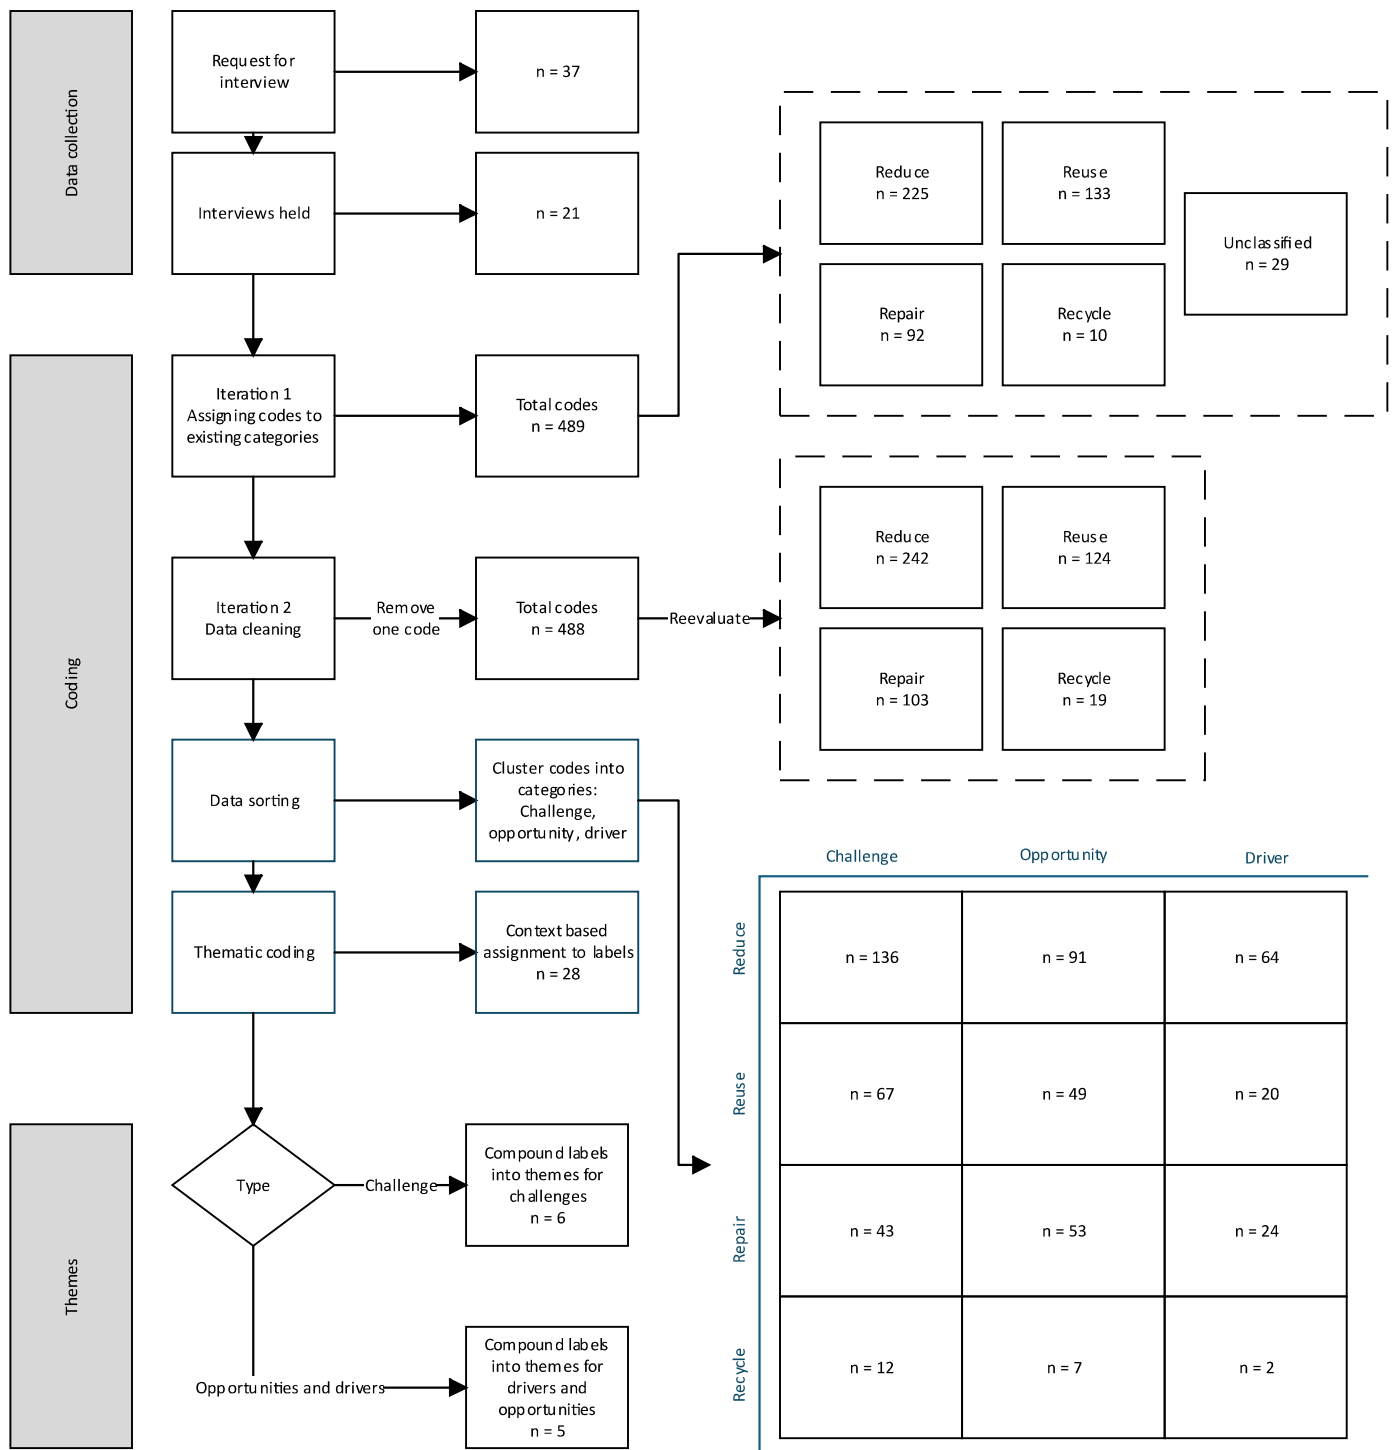 Data collection
Request for
interview
n = 37
Interviews held
n = 21
Reduce
n = 225
Reuse
n = 133
Unclassified
n = 29
Repair
n = 92
Recycle
n = 10
Coding
Iteration 1
Assigning codes to
existing categories
Total codes
n = 489
Iteration 2
Data cleaning
Remove
one code
Total codes
n = 488
Reevaluate
Reduce
n = 242
Reuse
n = 124
Repair
n = 103
Recycle
n = 19
Data sorting
Cluster codes into
categories:
Challenge,
opportunity, driver
Thematic coding
Context based
assignment to labels
n = 28
Challenge
Opportunity
Driver
Reduce
n = 136
n = 91
n = 64
Reuse
n = 67
n = 49
n = 20
Repair
n = 43
n = 53
n = 24
Recycle
n = 12
n = 7
n = 2
Themes
Type
Challenge
Compound labels
into themes for
challenges
n = 6
Opportunities and drivers
Compound labels
into themes for
drivers and
opportunities
n = 5